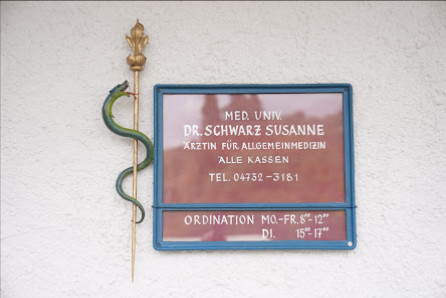 MED. UNIV.
DR. SCHWARZ SUSANNE
ÄRZTIN FÜR ALLGEMEINMEDIZIN
ALLE KASSEN
TEL. 04732-3181
ORDINATION MO.-FR. 8⁰⁰-12⁰⁰
DI. 15⁰⁰-17⁰⁰